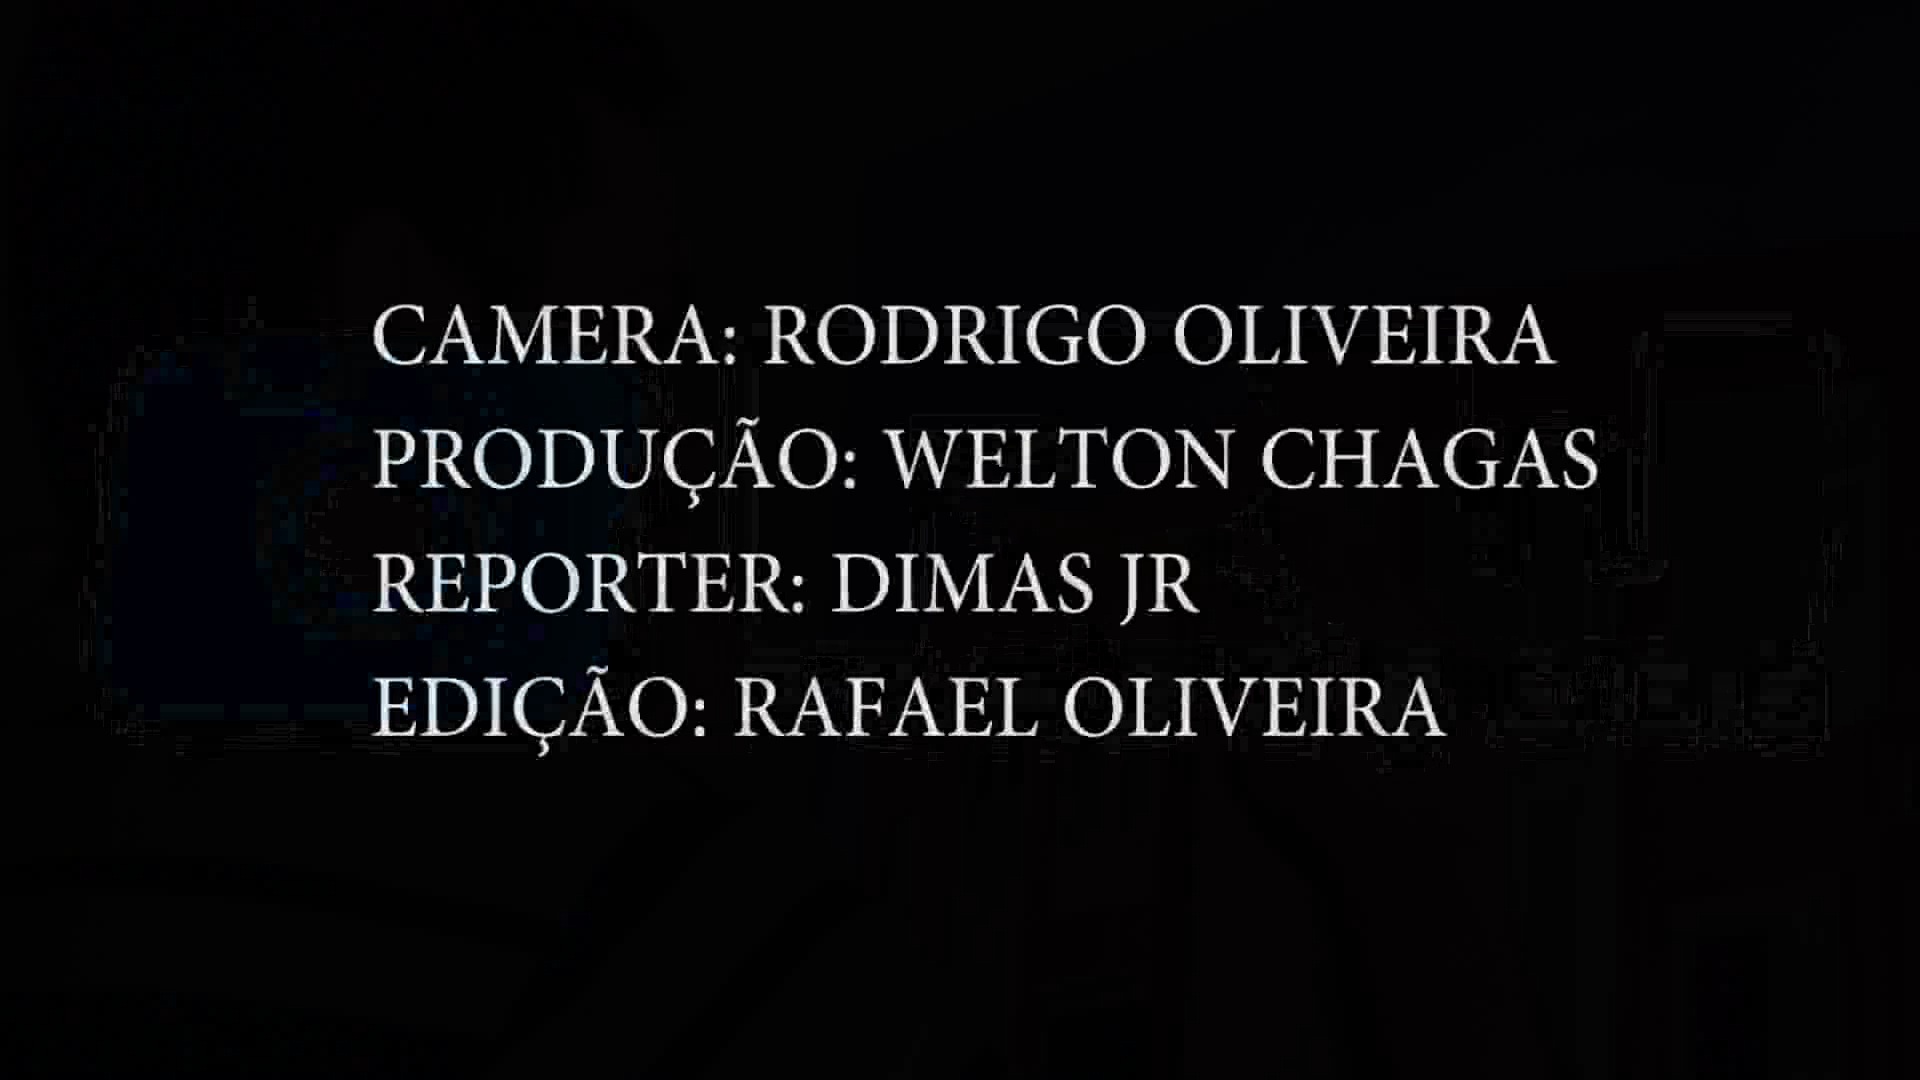 CAMERA: RODRIGO OLIVEIRA
PRODUÇÃO: WELTON CHAGAS
REPORTER: DIMAS JR
EDIÇÃO: RAFAEL OLIVEIRA